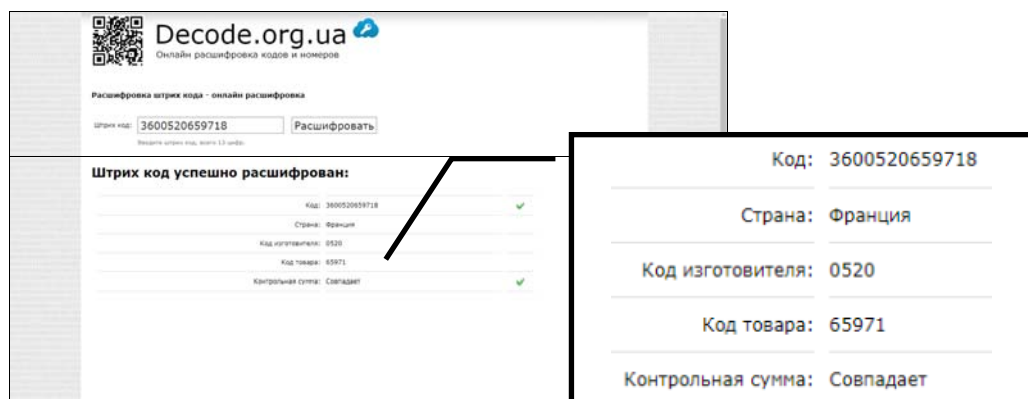 Decode.org.ua
Онлайн расшифровка кодов и номеров
Расшифровка штрих кода - онлайн расшифровка
Штрих код: 3600520659718 Расшифровать
Введите штрих код, всего 13 цифр.
Штрих код успешно расшифрован:
Код: 3600520659718
Страна: Франция
Код изготовителя: 0520
Код товара: 65971
Контрольная сумма: Совпадает
Код: 3600520659718
Страна: Франция
Код изготовителя: 0520
Код товара: 65971
Контрольная сумма: Совпадает